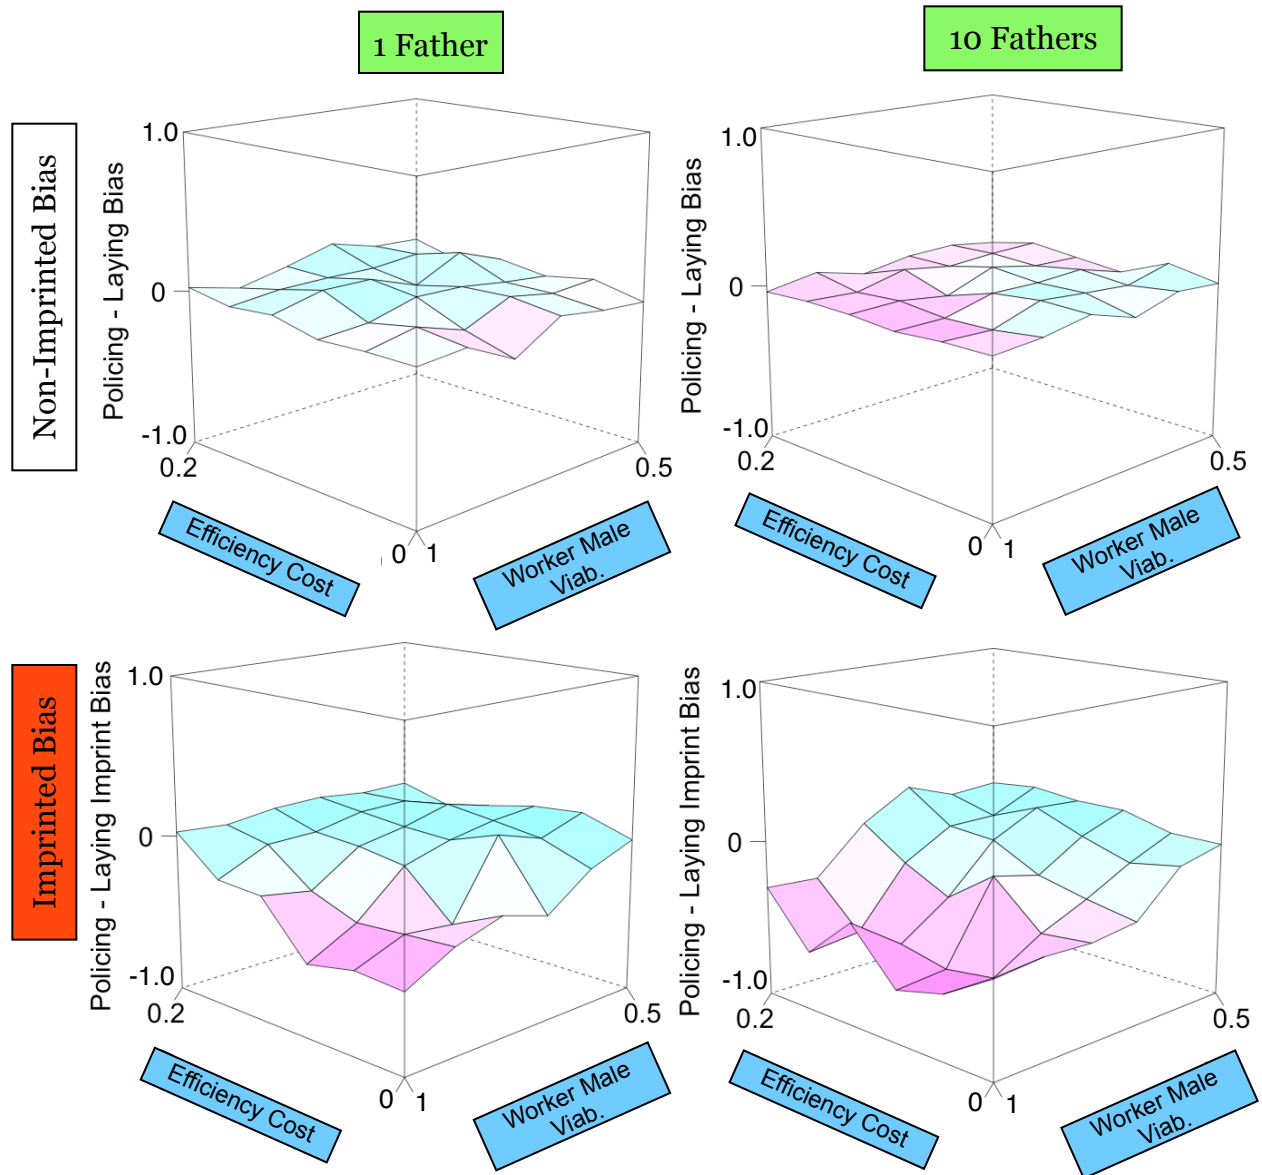 1 Father
10 Fathers
Non-Imprinted Bias
Policing - Laying Bias
1.0
0
-1.0
0.2
0.5
0
1
Efficiency Cost
Worker Male
Viab.
Policing - Laying Bias
1.0
0
-1.0
0.2
0.5
0
1
Efficiency Cost
Worker Male
Viab.
Imprinted Bias
Policing - Laying Imprint Bias
1.0
0
-1.0
0.2
0.5
0
1
Efficiency Cost
Worker Male
Viab.
Policing - Laying Imprint Bias
1.0
0
-1.0
0.2
0.5
0
1
Efficiency Cost
Worker Male
Viab.